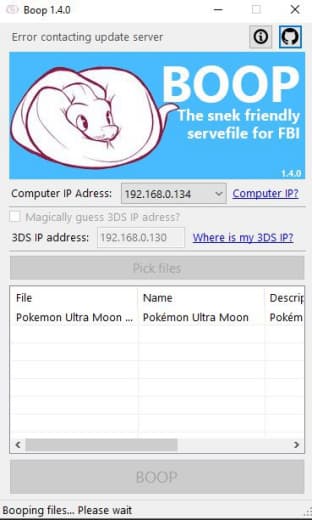 Boop 1.4.0
Error contacting update server
BOOP
The snek friendly
servefile for FBI
1.4.0
Computer IP Adress: 192.168.0.134 Computer IP?
Magically guess 3DS IP adress?
3DS IP address: 192.168.0.130 Where is my 3DS IP?
Pick files
File Name Descrip
Pokemon Ultra Moon ... Pokémon Ultra Moon Pokém
BOOP
Booping files... Please wait